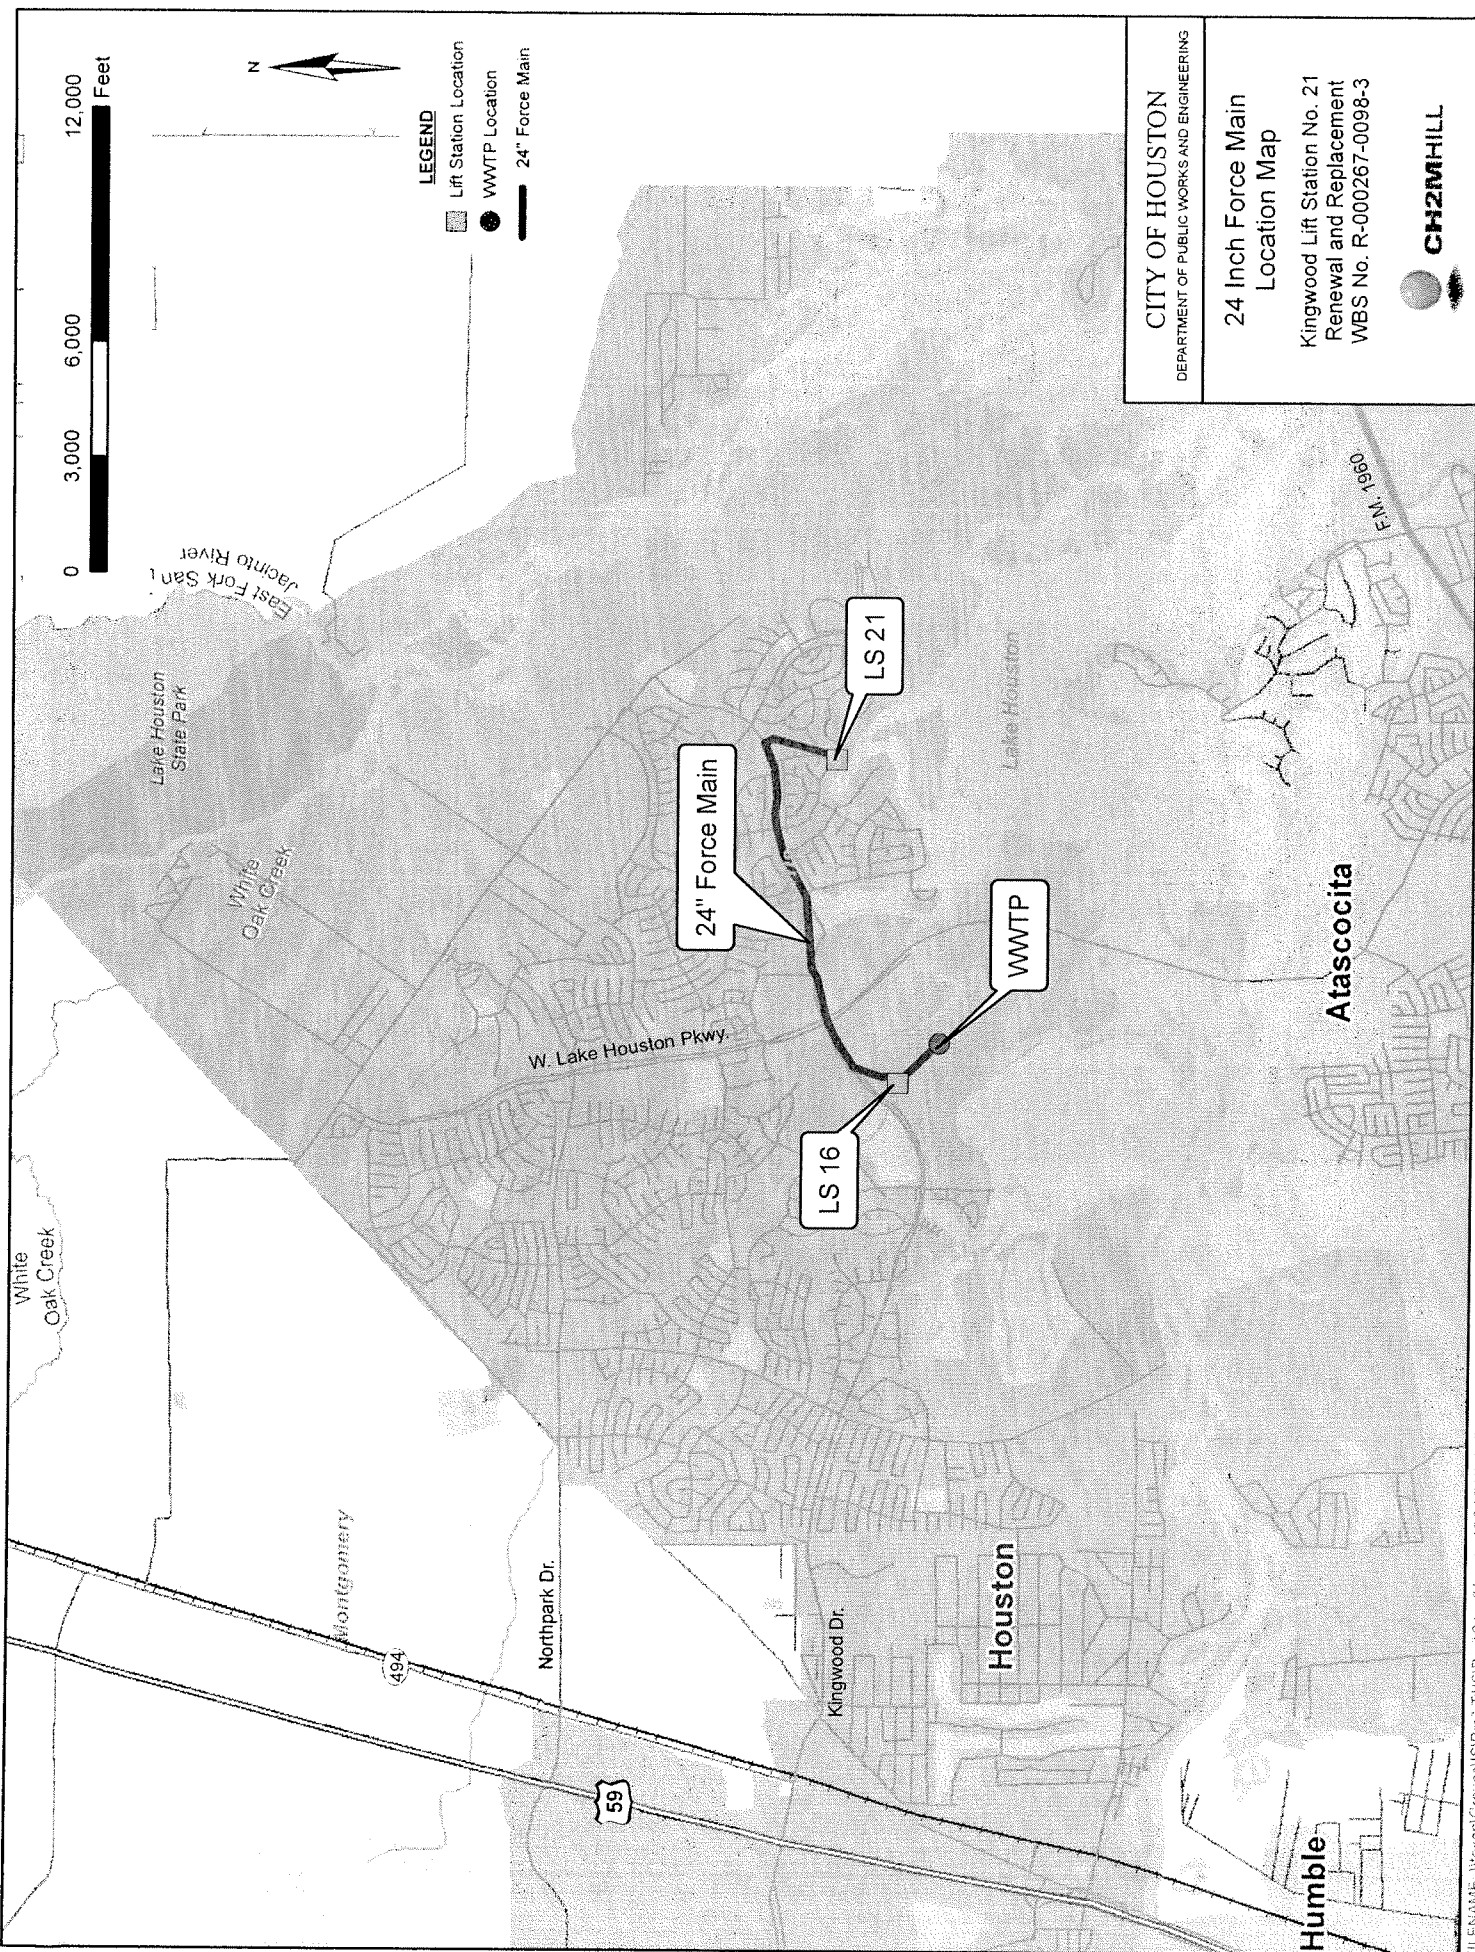 0 3,000 6,000 12,000
Feet
N
LEGEND
Lift Station Location
WWTP Location
24" Force Main
White
Oak Creek
East Fork San
Jacinto River
Lake Houston
State Park
White
Oak Creek
Montgomery
494
59
Northpark Dr.
W. Lake Houston Pkwy.
24" Force Main
LS 21
LS 16
WWTP
Kingwood Dr.
Lake Houston
Houston
Atascocita
F.M. 1960
Humble
CITY OF HOUSTON
DEPARTMENT OF PUBLIC WORKS AND ENGINEERING
24 Inch Force Main
Location Map
Kingwood Lift Station No. 21
Renewal and Replacement
WBS No. R-000267-0098-3
CH2MHILL